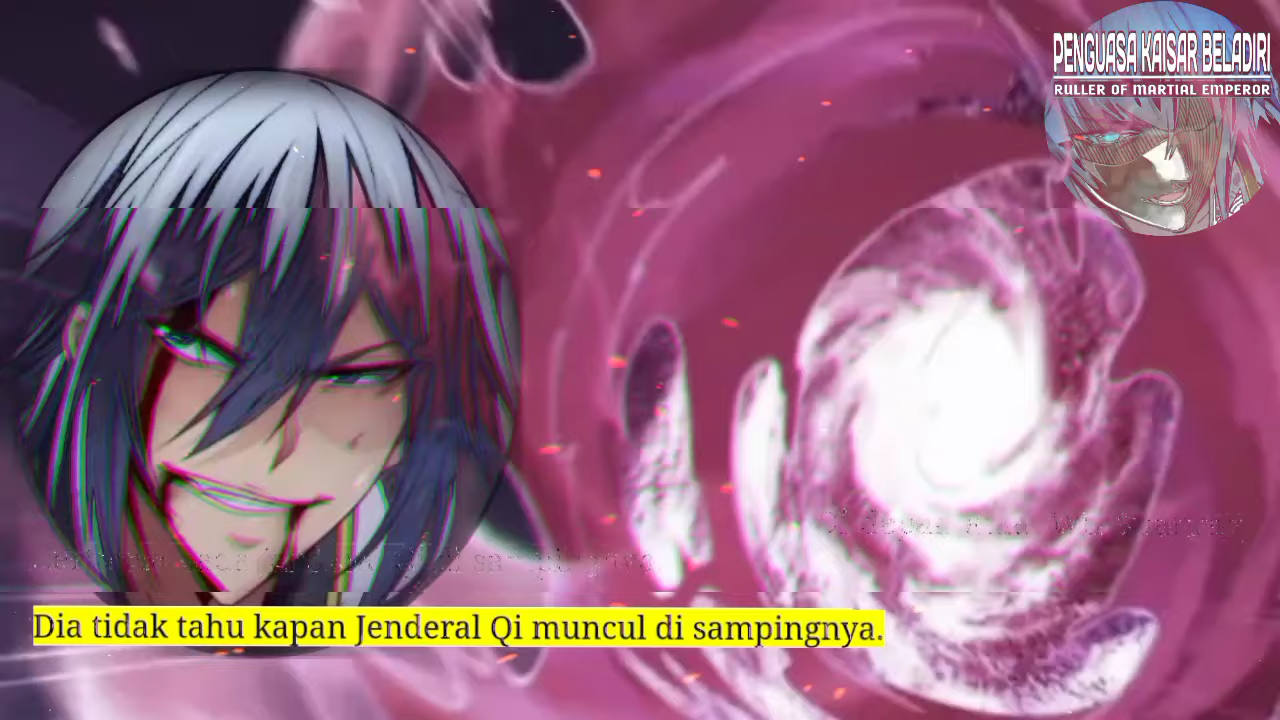 PENGUASA KAISAR BELADIRI
RULLER OF MARTIAL EMPEROR
Dia tidak tahu kapan Jenderal Qi muncul di sampingnya.